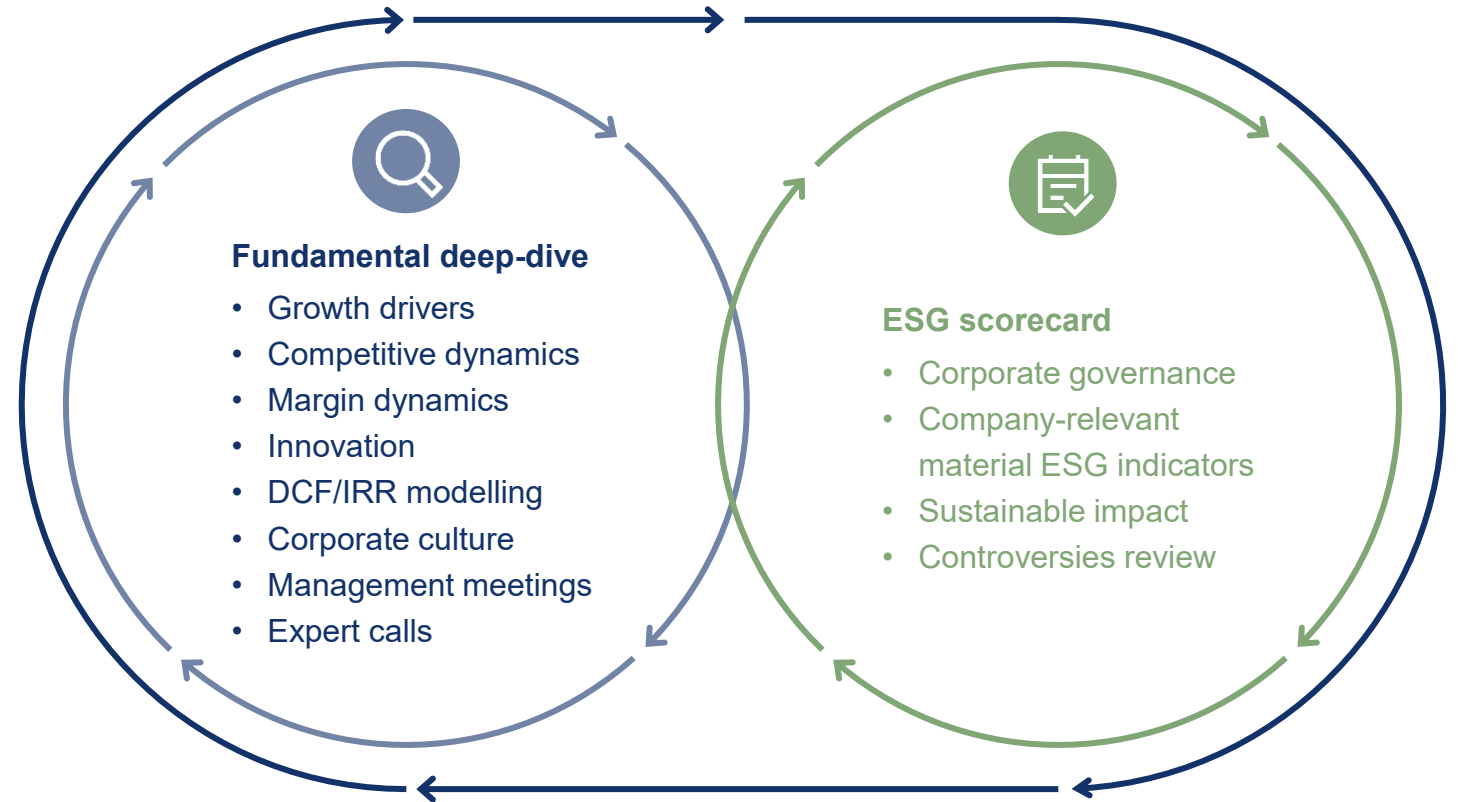 Fundamental deep-dive
• Growth drivers
• Competitive dynamics
• Margin dynamics
• Innovation
• DCF/IRR modelling
• Corporate culture
• Management meetings
• Expert calls
ESG scorecard
• Corporate governance
• Company-relevant
material ESG indicators
• Sustainable impact
• Controversies review